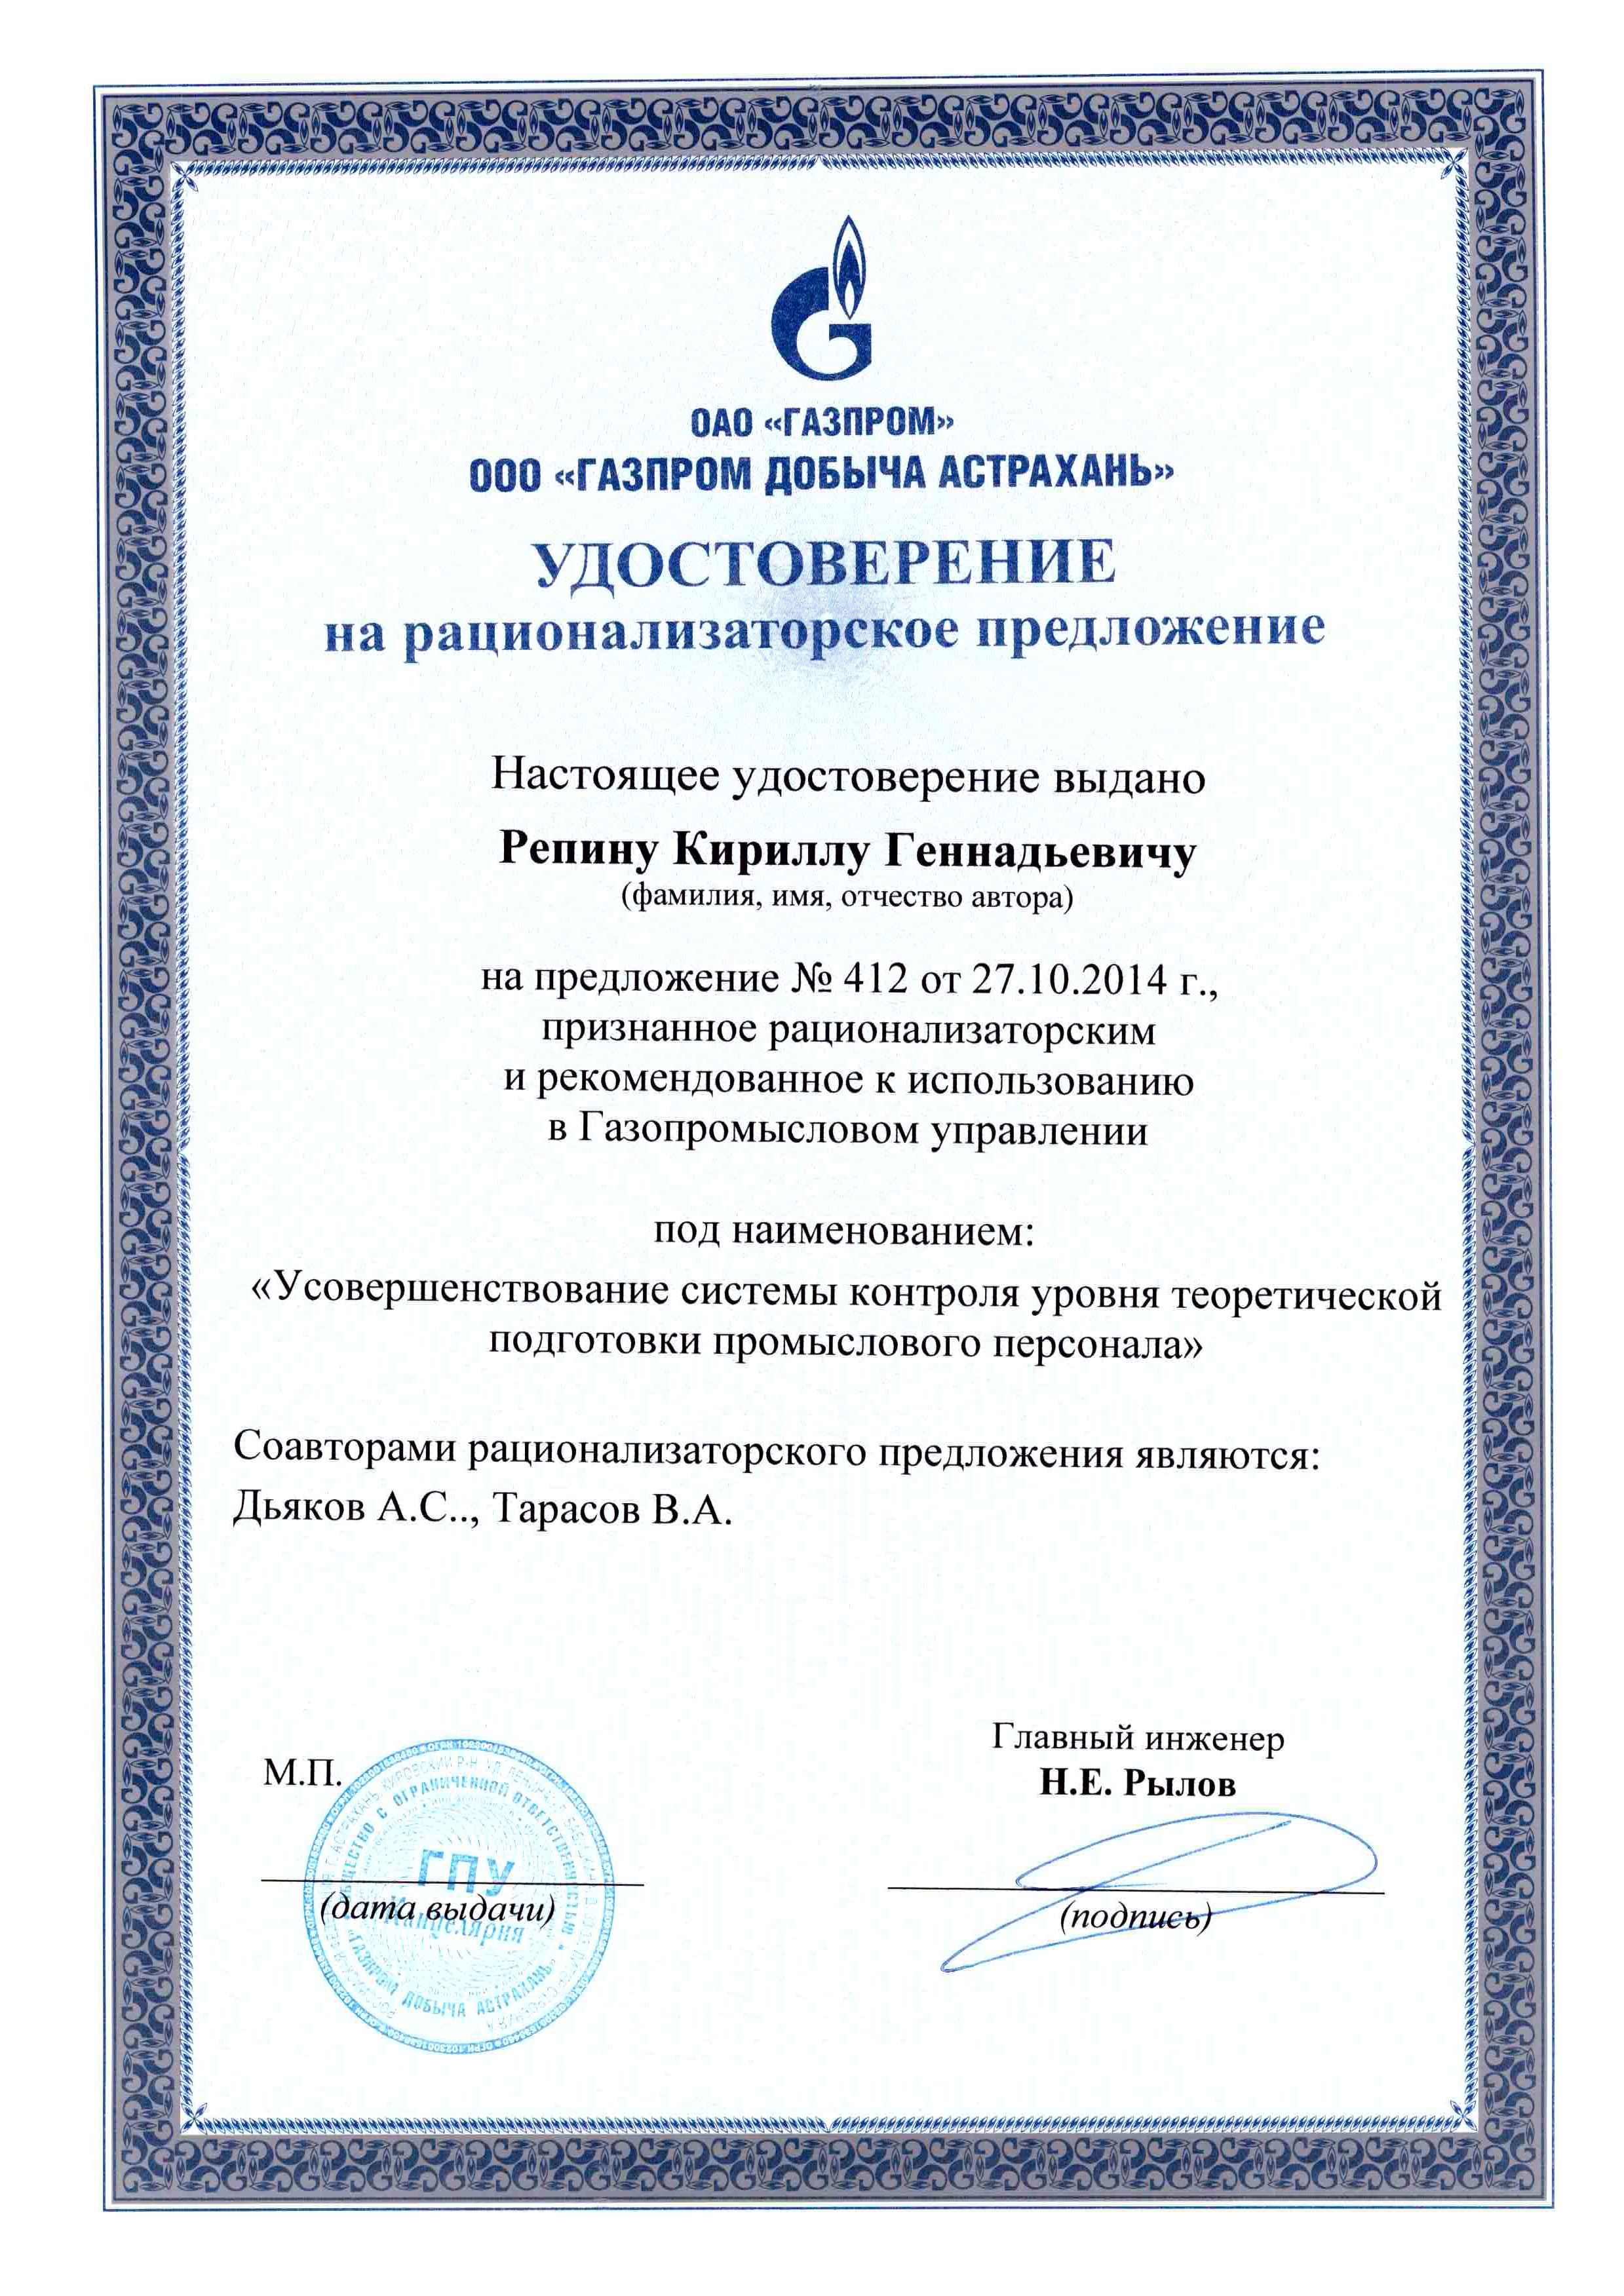 ОАО «ГАЗПРОМ»
ООО «ГАЗПРОМ ДОБЫЧА АСТРАХАНЬ»
УДОСТОВЕРЕНИЕ
на рационализаторское предложение
Настоящее удостоверение выдано
Репину Кириллу Геннадьевичу
(фамилия, имя, отчество автора)
на предложение № 412 от 27.10.2014 г.,
признанное рационализаторским
и рекомендованное к использованию
в Газопромысловом управлении
под наименованием:
«Усовершенствование системы контроля уровня теоретической
подготовки промыслового персонала»
Соавторами рационализаторского предложения являются:
Дьяков А.С.., Тарасов В.А.
Главный инженер
Н.Е. Рылов
(подпись)
М.П.
(дата выдачи)
ОБЩЕСТВО С ОГРАНИЧЕННОЙ ОТВЕТСТВЕННОСТЬЮ
«ГАЗПРОМ ДОБЫЧА АСТРАХАНЬ»
ГПУ
Канцелярия